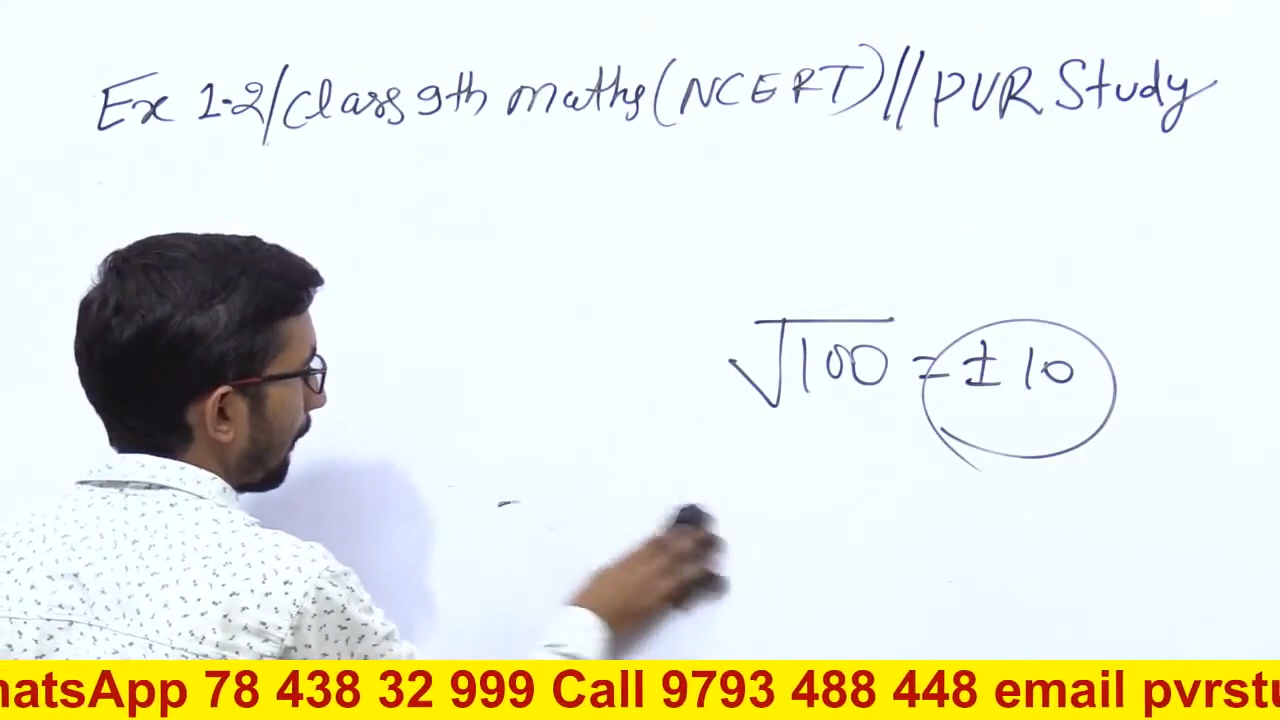 Ex 1.2/Class 9th maths (NCERT)//PVR Study
√100 = ±10
hatsApp 78 438 32 999 Call 9793 488 448 email pvrstu